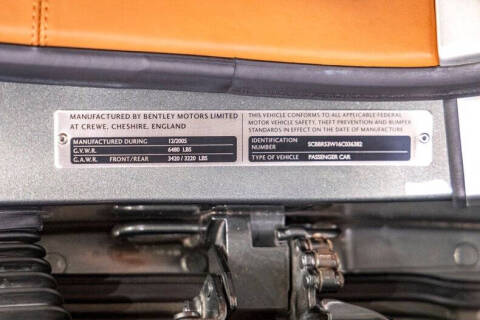 MANUFACTURED BY BENTLEY MOTORS LIMITED
AT CREWE, CHESHIRE, ENGLAND
MANUFACTURED DURING 12/2005
G.V.W.R. 6480 LBS
G.A.W.R. FRONT/REAR 3420 / 3220 LBS
THIS VEHICLE CONFORMS TO ALL APPLICABLE FEDERAL
MOTOR VEHICLE SAFETY, THEFT PREVENTION AND BUMPER
STANDARDS IN EFFECT ON THE DATE OF MANUFACTURE
IDENTIFICATION
NUMBER SCBBR53W16C036382
TYPE OF VEHICLE PASSENGER CAR